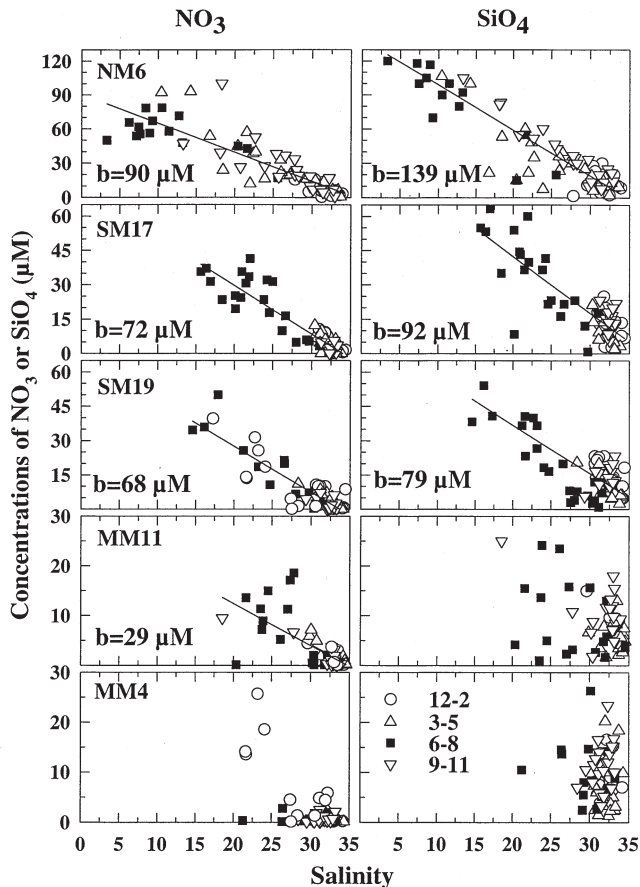 NO3 SiO4
Concentrations of NO3 or SiO4 (µM)
120
90
60
30
0
NM6
b=90 µM
b=139 µM
60
45
30
15
0
SM17
b=72 µM
b=92 µM
60
45
30
15
SM19
b=68 µM
b=79 µM
30
20
10
0
MM11
b=29 µM
30
20
10
0
MM4
12-2
3-5
6-8
9-11
0 5 10 15 20 25 30 35 5 10 15 20 25 30 35
Salinity Salinity